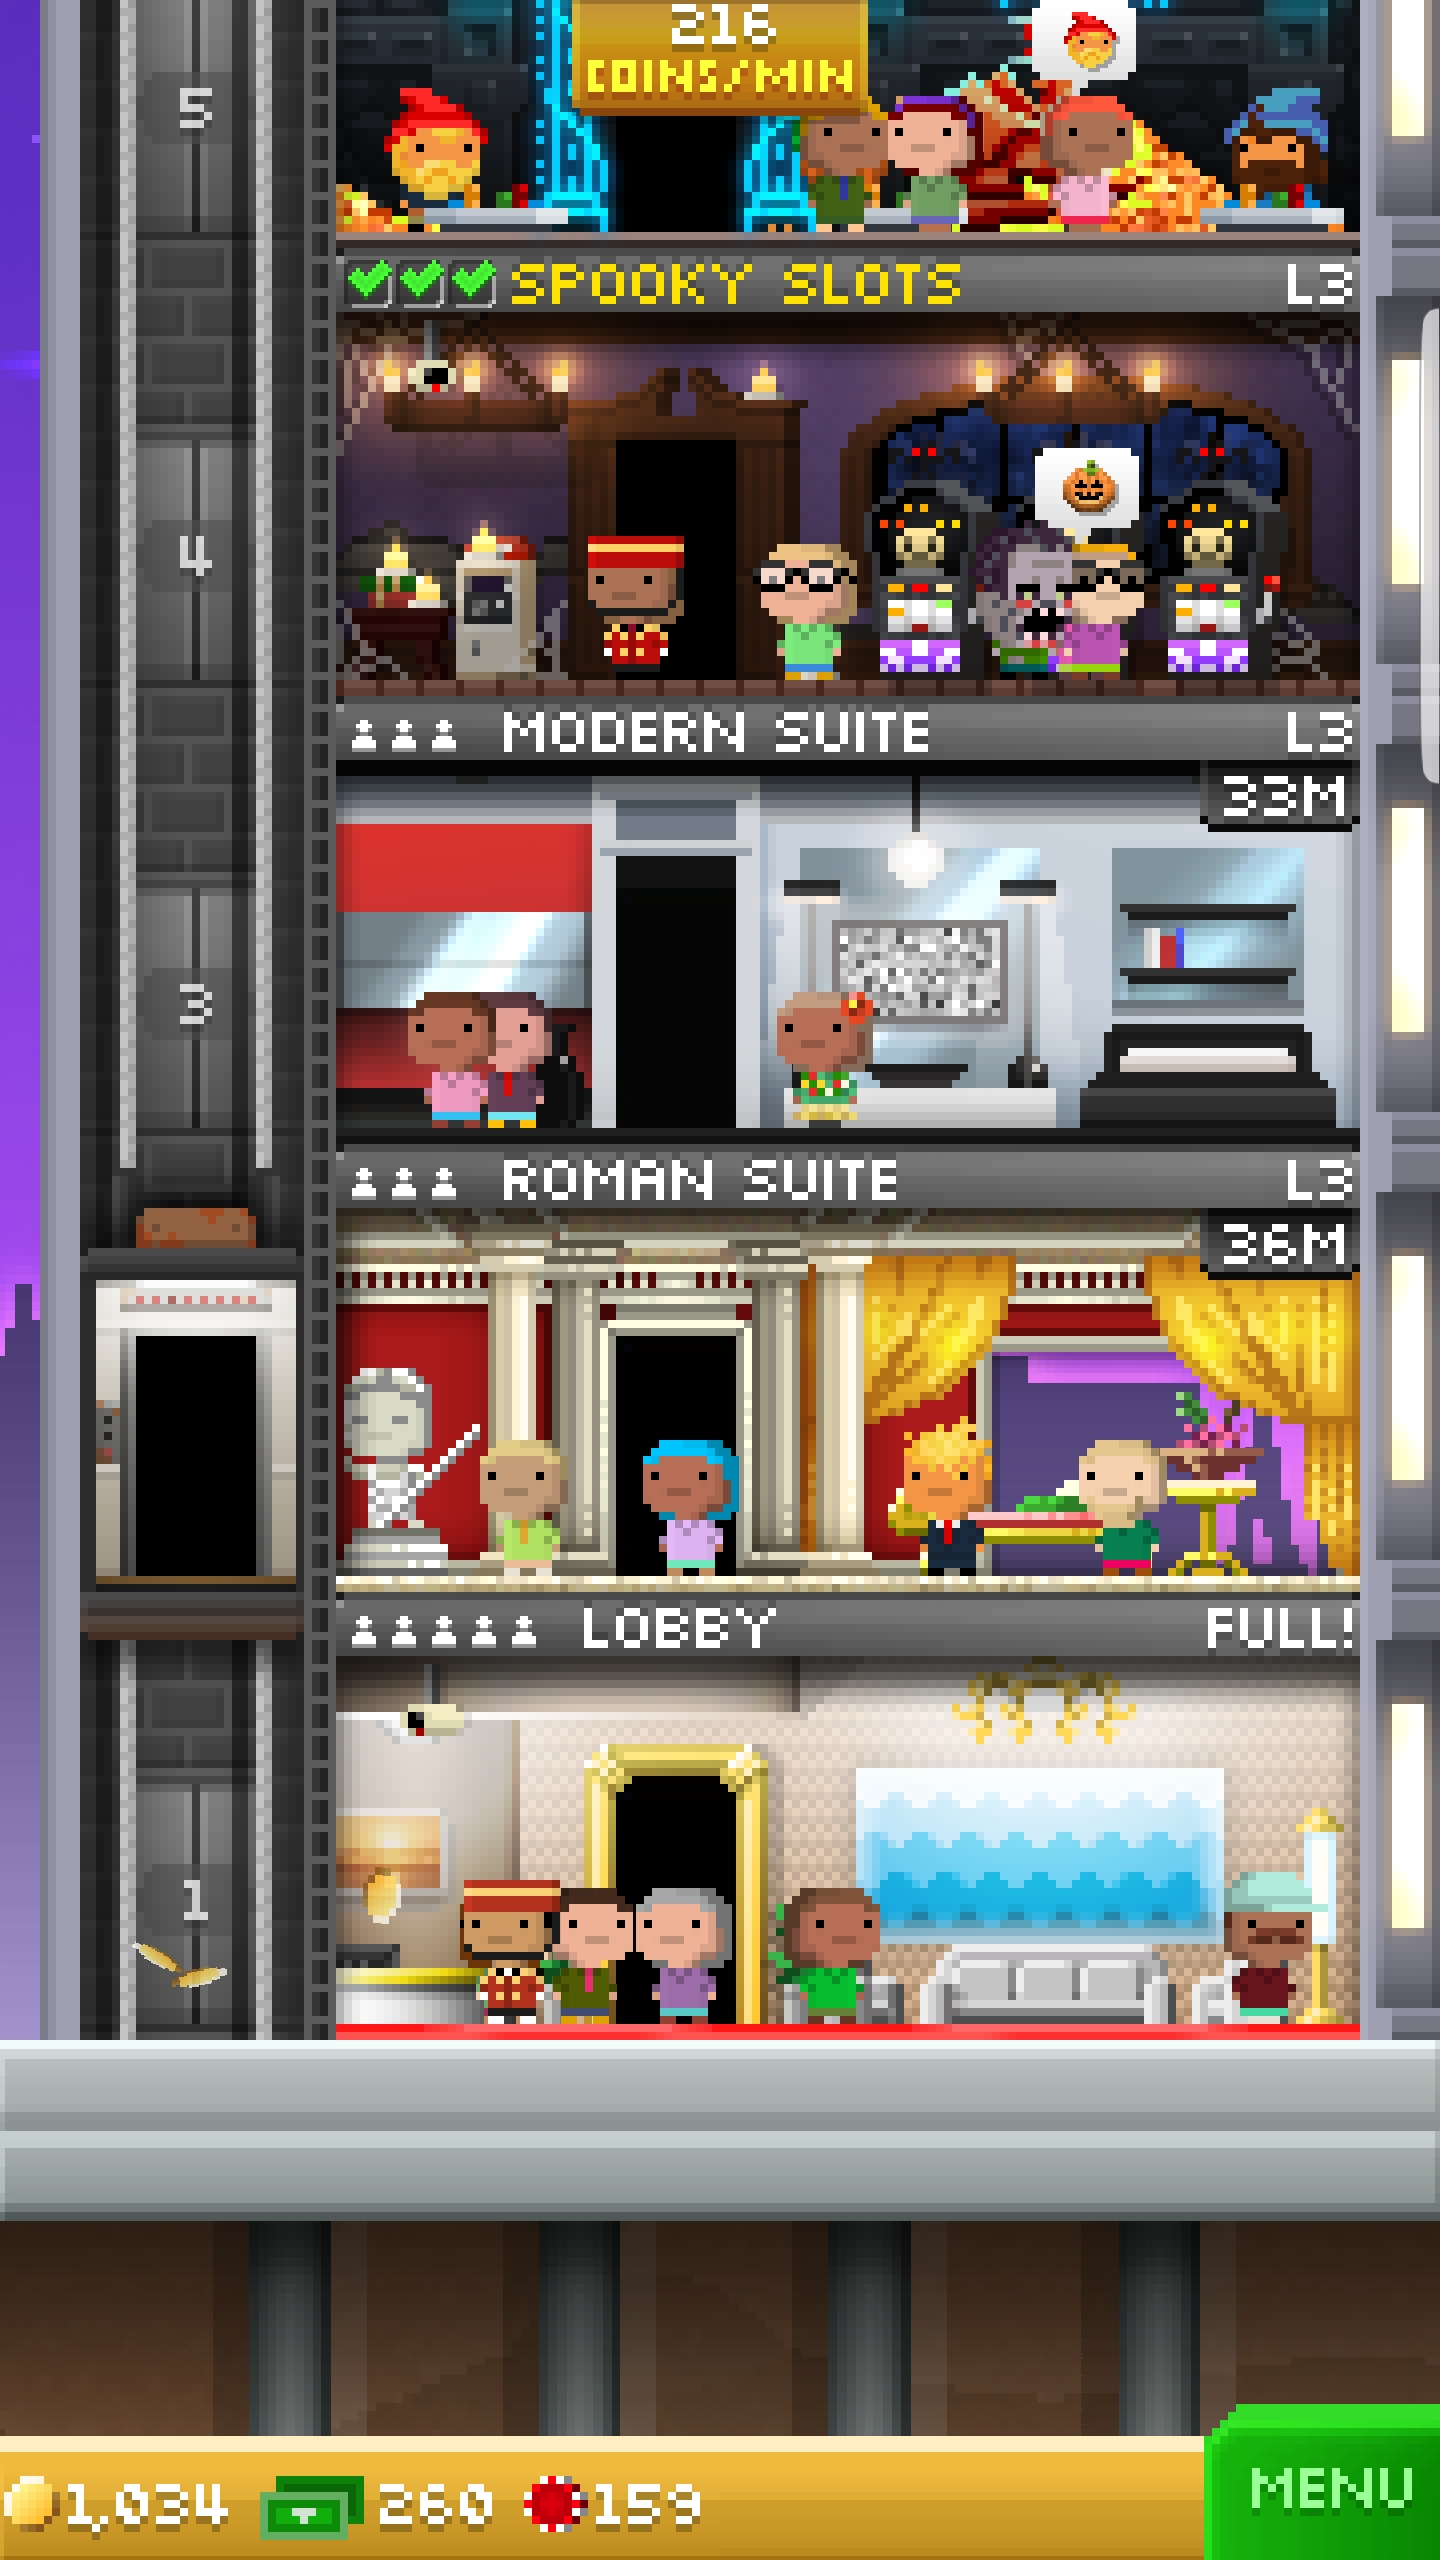 216
COINS/MIN
5
SPOOKY SLOTS L3
4
MODERN SUITE L3
33M
3
ROMAN SUITE L3
36M
LOBBY FULL!
1
1,034 260 159
MENU